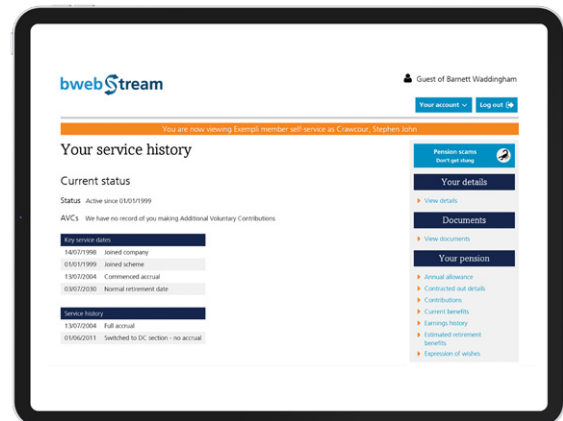 bwebStream
Guest of Barnett Waddingham
Your account
Log out
You are now viewing Exempli member self-service as Crawcour, Stephen John
Your service history
Current status
Status Active since 01/01/1999
AVCs We have no record of you making Additional Voluntary Contributions
Key service dates
14/07/1998 Joined company
01/01/1999 Joined scheme
13/07/2004 Commenced accrual
03/07/2030 Normal retirement date
Service history
13/07/2004 Full accrual
01/06/2011 Switched to DC section - no accrual
Pension scams
Don't get stung
Your details
View details
Documents
View documents
Your pension
Annual allowance
Contracted out details
Contributions
Current benefits
Earnings history
Estimated retirement
benefits
Expression of wishes